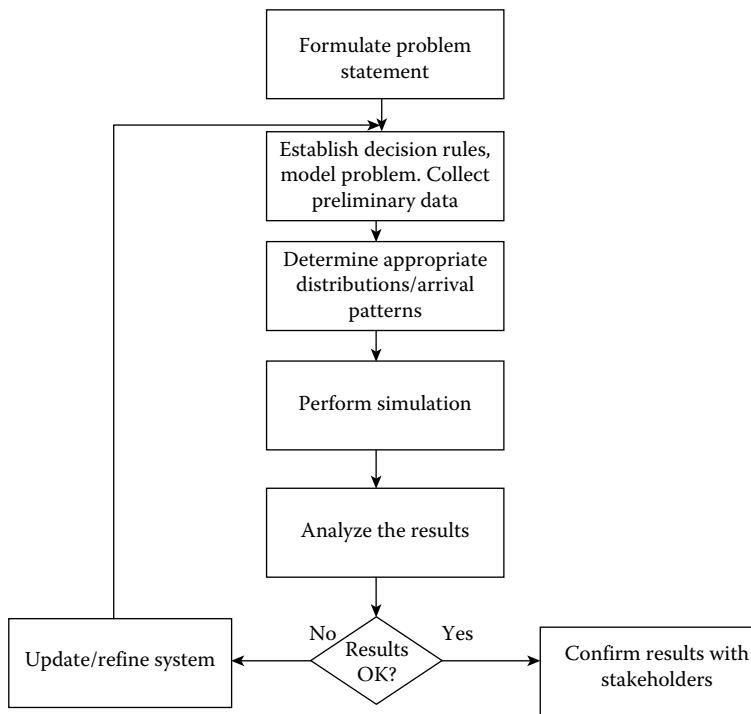 Formulate problem
statement
Establish decision rules,
model problem. Collect
preliminary data
Determine appropriate
distributions/arrival
patterns
Perform simulation
Analyze the results
No
Yes
Results
OK?
Update/refine system
Confirm results with
stakeholders